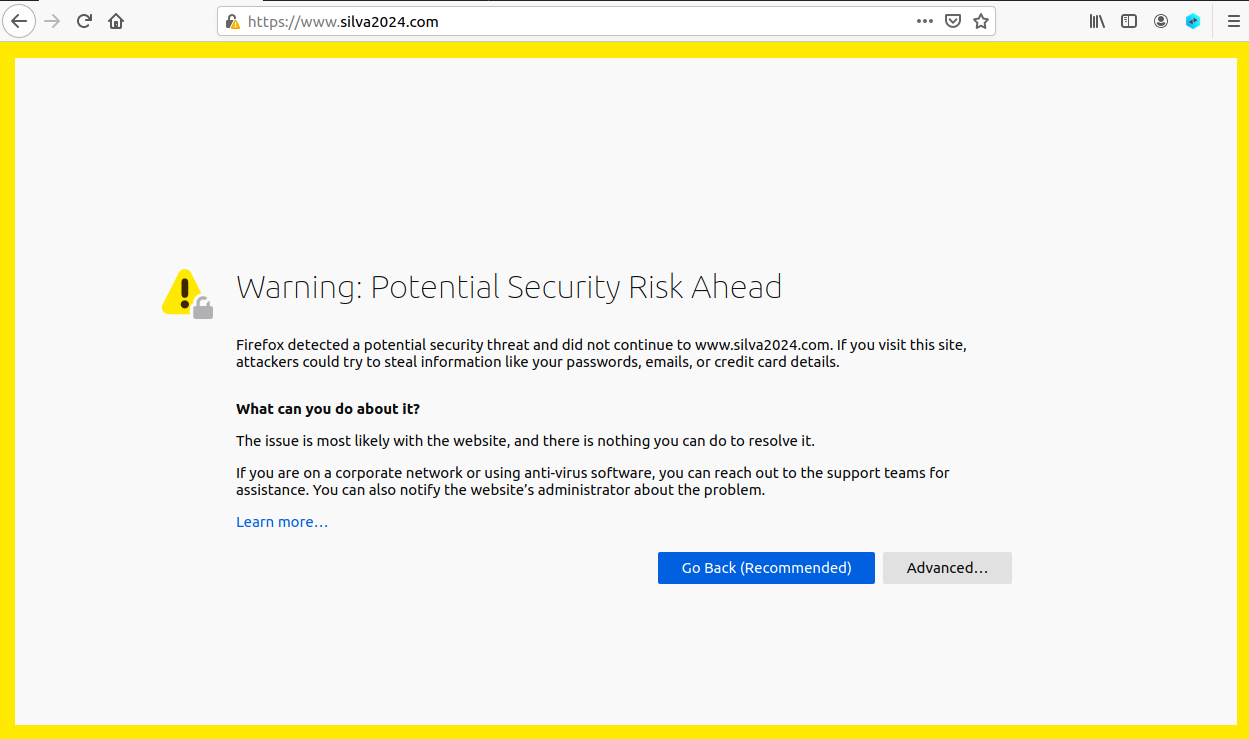 https://www.silva2024.com
Warning: Potential Security Risk Ahead
Firefox detected a potential security threat and did not continue to www.silva2024.com. If you visit this site,
attackers could try to steal information like your passwords, emails, or credit card details.
What can you do about it?
The issue is most likely with the website, and there is nothing you can do to resolve it.
If you are on a corporate network or using anti-virus software, you can reach out to the support teams for
assistance. You can also notify the website’s administrator about the problem.
Learn more…
Go Back (Recommended)
Advanced…